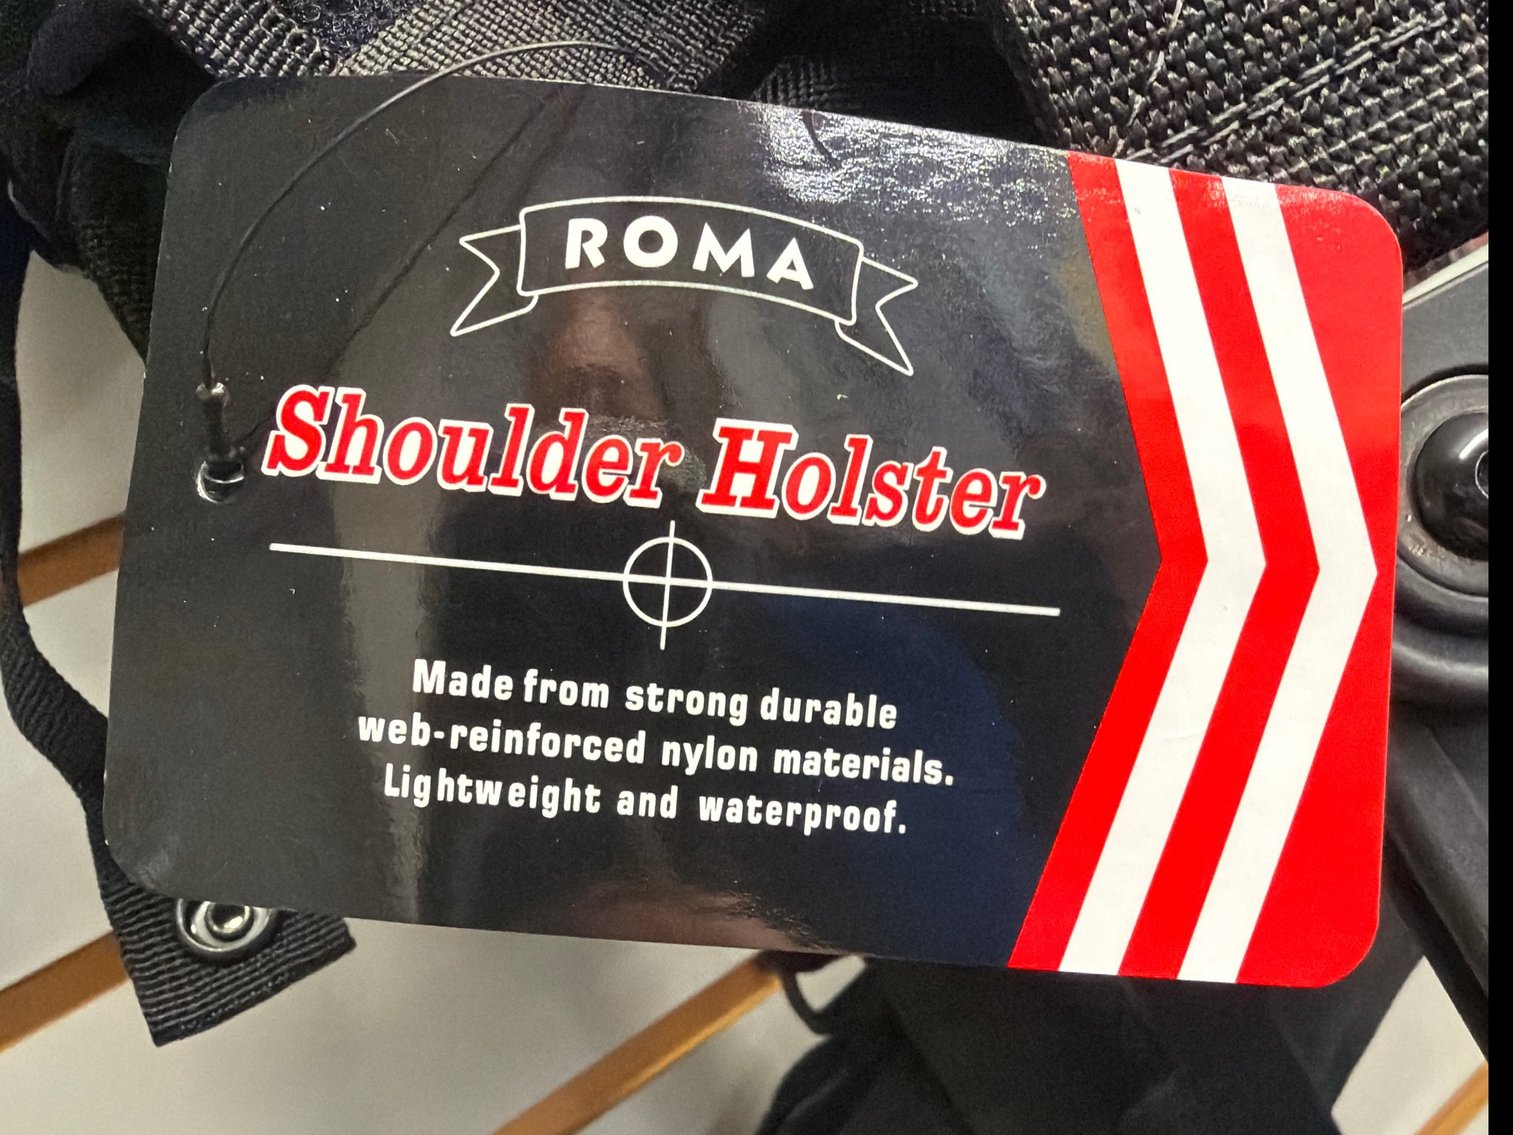 ROMA
Shoulder Holster
Made from strong durable
web-reinforced nylon materials.
Lightweight and waterproof.